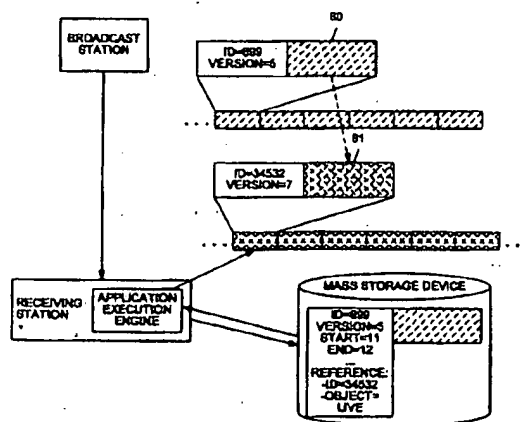 80
BROADCAST
STATION
ID=899
VERSION=5
81
ID=34532
VERSION=7
MASS STORAGE DEVICE
RECEIVING
STATION
APPLICATION
EXECUTION
ENGINE
ID=899
VERSION=5
START=11
END=12
...
REFERENCE:
-ID=34532
-OBJECT=
LIVE